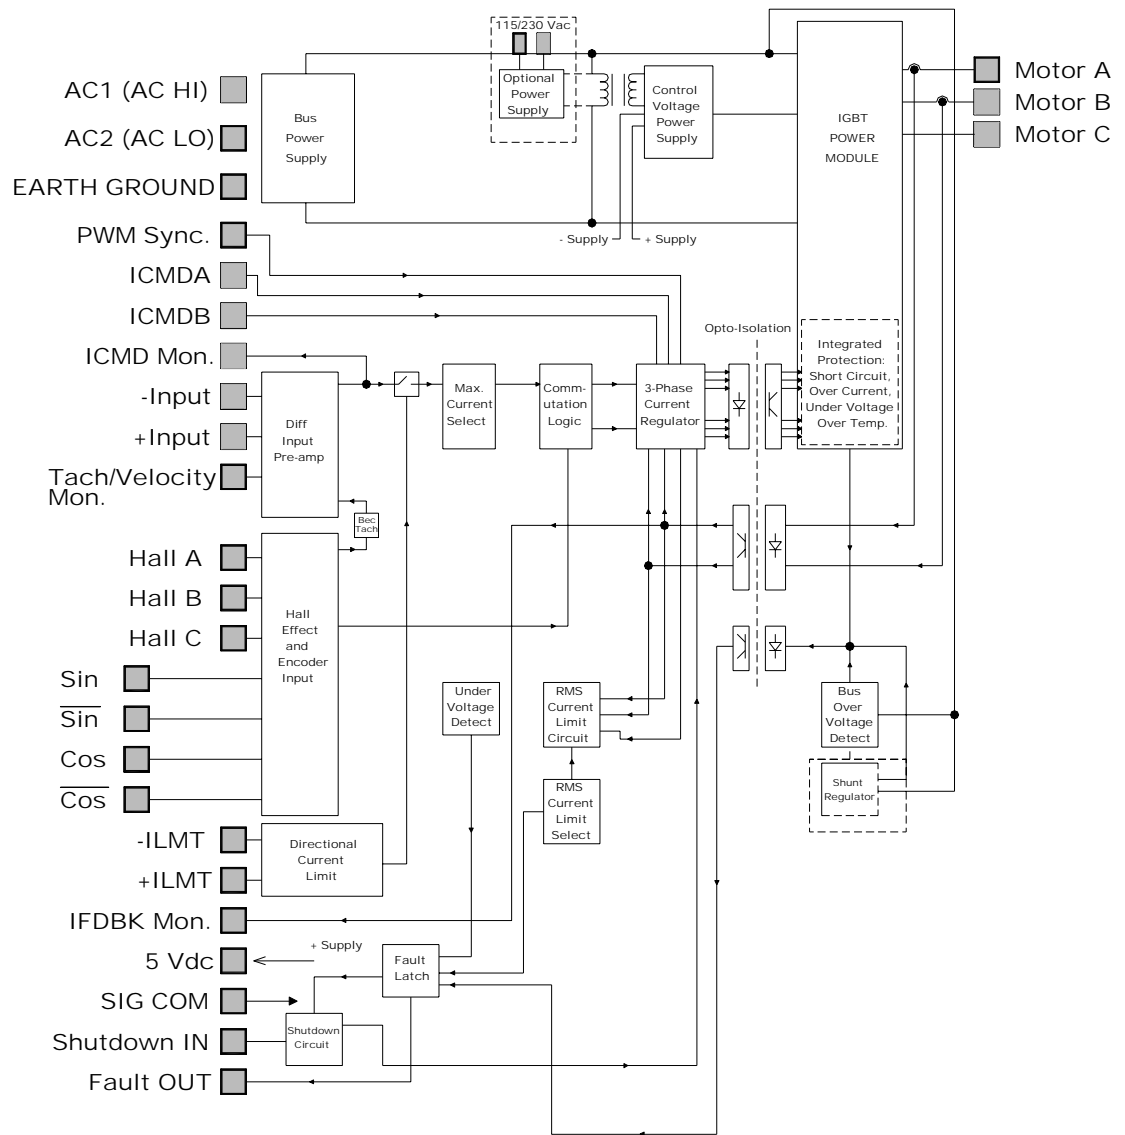 115/230 Vac
AC1 (AC HI)
AC2 (AC LO)
EARTH GROUND
PWM Sync.
ICMDA
ICMDB
ICMD Mon.
-Input
+Input
Tach/Velocity
Mon.
Hall A
Hall B
Hall C
Sin
Sin
Cos
Cos
-ILMT
+ILMT
IFDBK Mon.
5 Vdc
SIG COM
Shutdown IN
Fault OUT
Bus
Power
Supply
Optional
Power
Supply
Control
Voltage
Power
Supply
- Supply
+ Supply
IGBT
POWER
MODULE
Motor A
Motor B
Motor C
Opto-Isolation
Integrated
Protection:
Short Circuit,
Over Current,
Under Voltage
Over Temp.
Diff
Input
Pre-amp
Max.
Current
Select
Comm-
utation
Logic
3-Phase
Current
Regulator
Bec
Tach
Hall
Effect
and
Encoder
Input
Under
Voltage
Detect
RMS
Current
Limit
Circuit
RMS
Current
Limit
Select
Bus
Over
Voltage
Detect
Shunt
Regulator
Directional
Current
Limit
+ Supply
Fault
Latch
Shutdown
Circuit